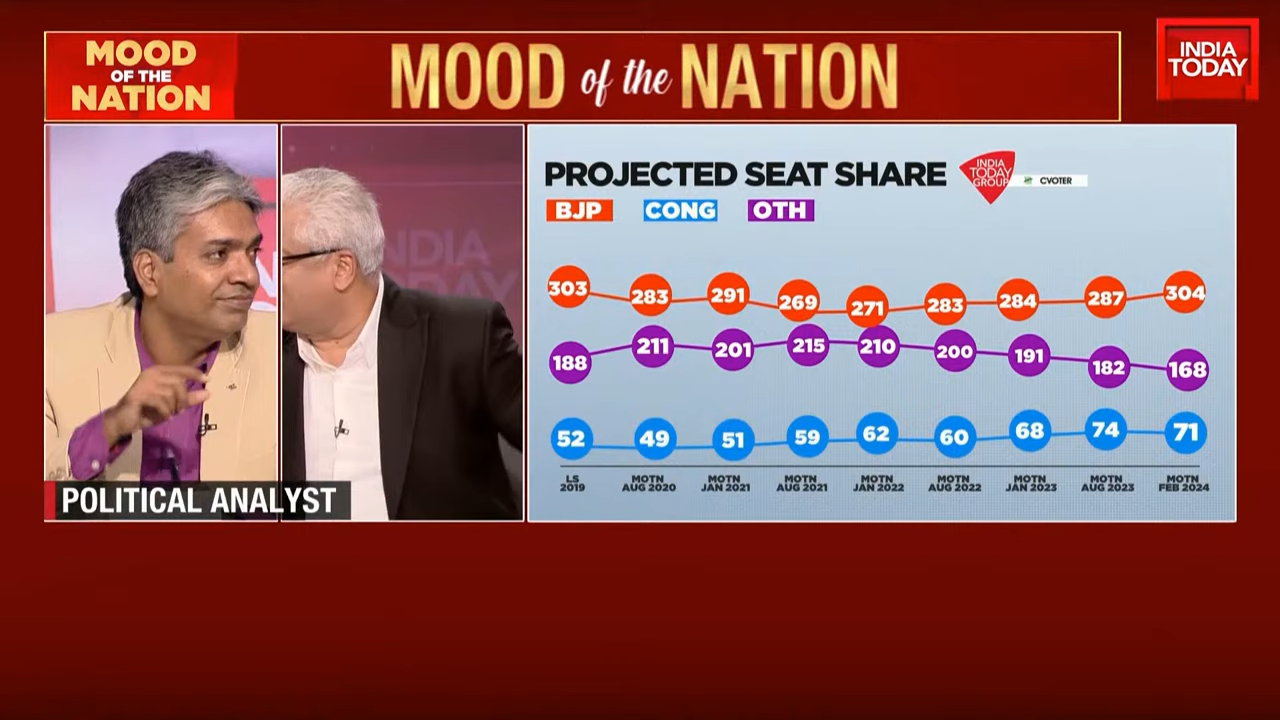 MOOD
OF THE
NATION
MOOD of the NATION
INDIA
TODAY
PROJECTED SEAT SHARE
INDIA
TODAY
GROUP
CVOTER
BJP CONG OTH
303 283 291 269 271 283 284 287 304
188 211 201 215 210 200 191 182 168
52 49 51 59 62 60 68 74 71
LS 2019
MOTN AUG 2020
MOTN JAN 2021
MOTN AUG 2021
MOTN JAN 2022
MOTN AUG 2022
MOTN JAN 2023
MOTN AUG 2023
MOTN FEB 2024
NDIA
TODAY
POLITICAL ANALYST